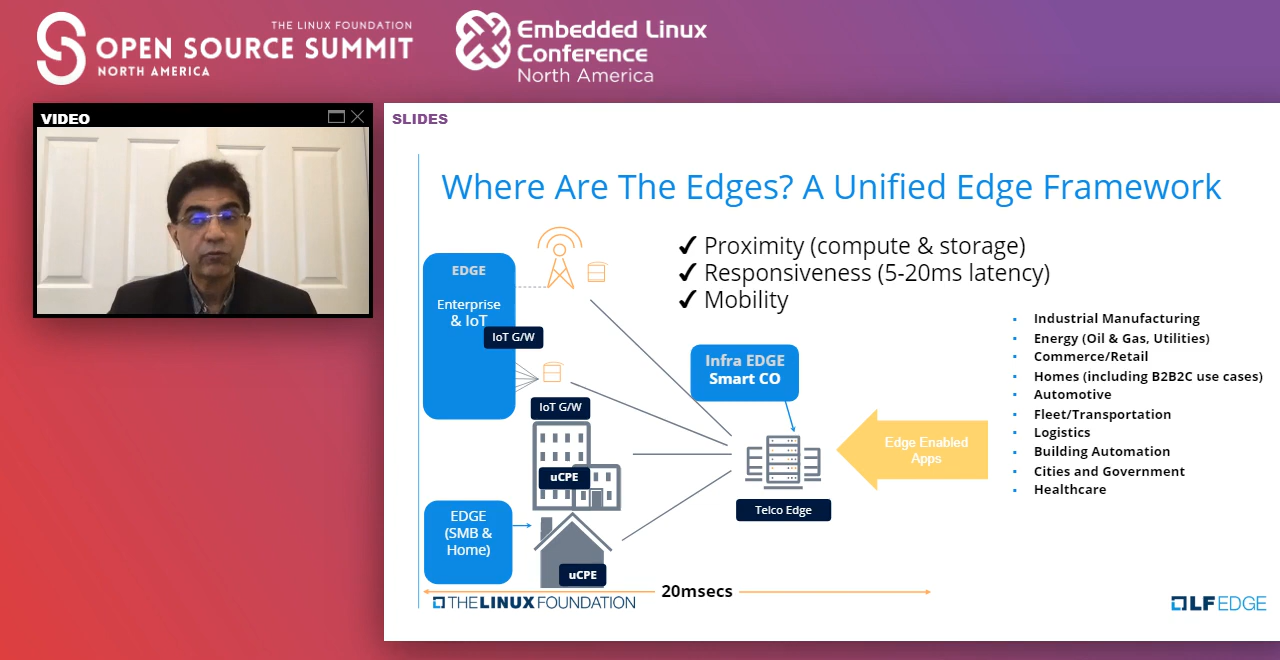 THE LINUX FOUNDATION
OPEN SOURCE SUMMIT
NORTH AMERICA
Embedded Linux
Conference
North America
VIDEO
SLIDES
Where Are The Edges? A Unified Edge Framework
✓ Proximity (compute & storage)
✓ Responsiveness (5-20ms latency)
✓ Mobility
EDGE
Enterprise
& IoT
IoT G/W
IoT G/W
uCPE
EDGE
(SMB &
Home)
uCPE
Infra EDGE
Smart CO
Telco Edge
Edge Enabled
Apps
▪ Industrial Manufacturing
▪ Energy (Oil & Gas, Utilities)
▪ Commerce/Retail
▪ Homes (including B2B2C use cases)
▪ Automotive
▪ Fleet/Transportation
▪ Logistics
▪ Building Automation
▪ Cities and Government
▪ Healthcare
20msecs
THE LINUX FOUNDATION
LF EDGE